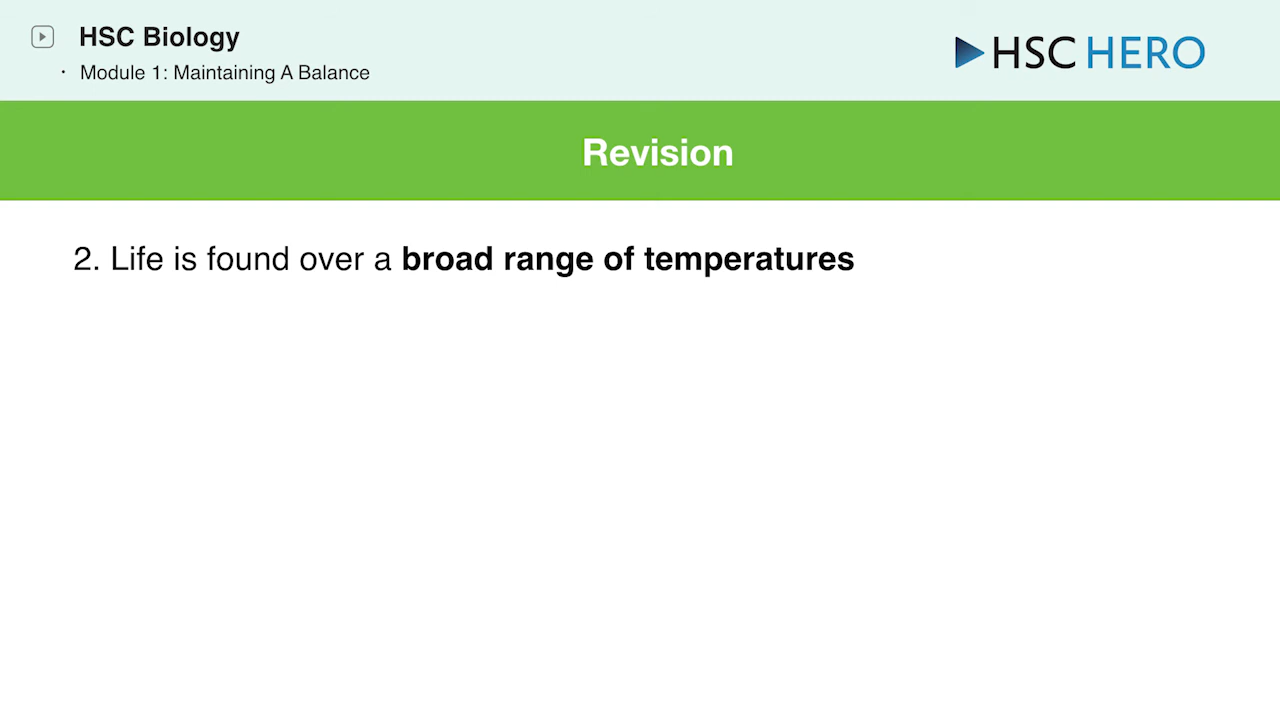 HSC Biology
· Module 1: Maintaining A Balance
HSC HERO
Revision
2. Life is found over a broad range of temperatures